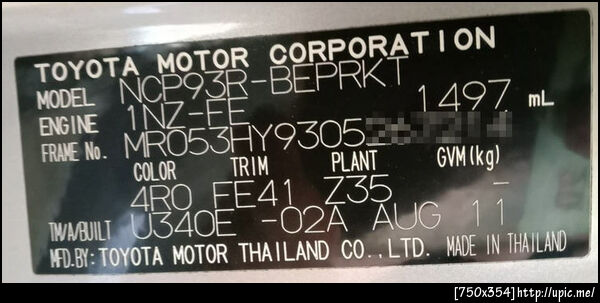 TOYOTA MOTOR CORPORATION
MODEL NCP93R-BEPRKT
ENGINE 1NZ-FE 1497 mL
FRAME No. MR053HY9305
COLOR TRIM PLANT GVM(kg)
4R0 FE41 Z35 -
T/M/A/BUILT U340E -02A AUG 11
MFD.BY: TOYOTA MOTOR THAILAND CO.,LTD. MADE IN THAILAND
[750x354]http://upic.me/